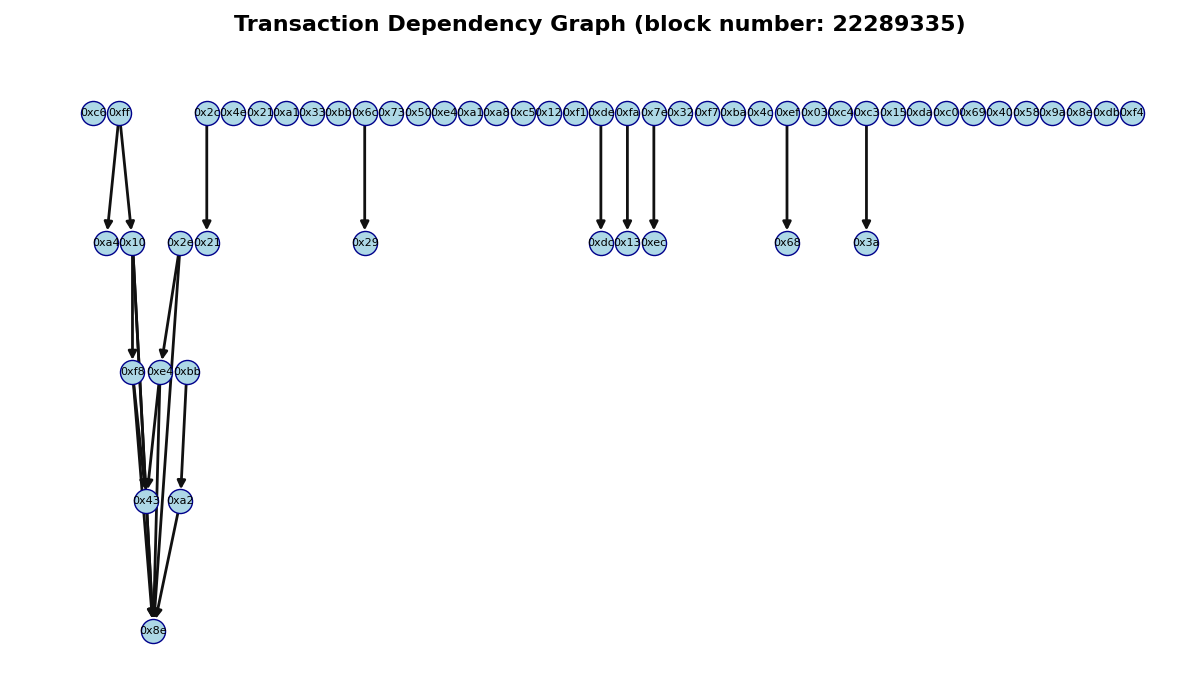 Transaction Dependency Graph (block number: 22289335)
0xc6 0xff 0x2c 0x4e 0x21 0xa1 0x33 0xbb 0x6c 0x73 0x50 0xe4 0xa1 0xa8 0xc5 0x12 0xf1 0xde 0xfa 0x7e 0x32 0xf7 0xba 0x4c 0xef 0x03 0xc4 0xc3 0x15 0xda 0xc0 0x69 0x40 0x58 0x9a 0x8e 0xdb 0xf4
0xa4 0x10 0x2e 0x21 0x29 0xdc 0x13 0xec 0x68 0x3a
0xf8 0xe4 0xbb
0x43 0xa2
0x8e